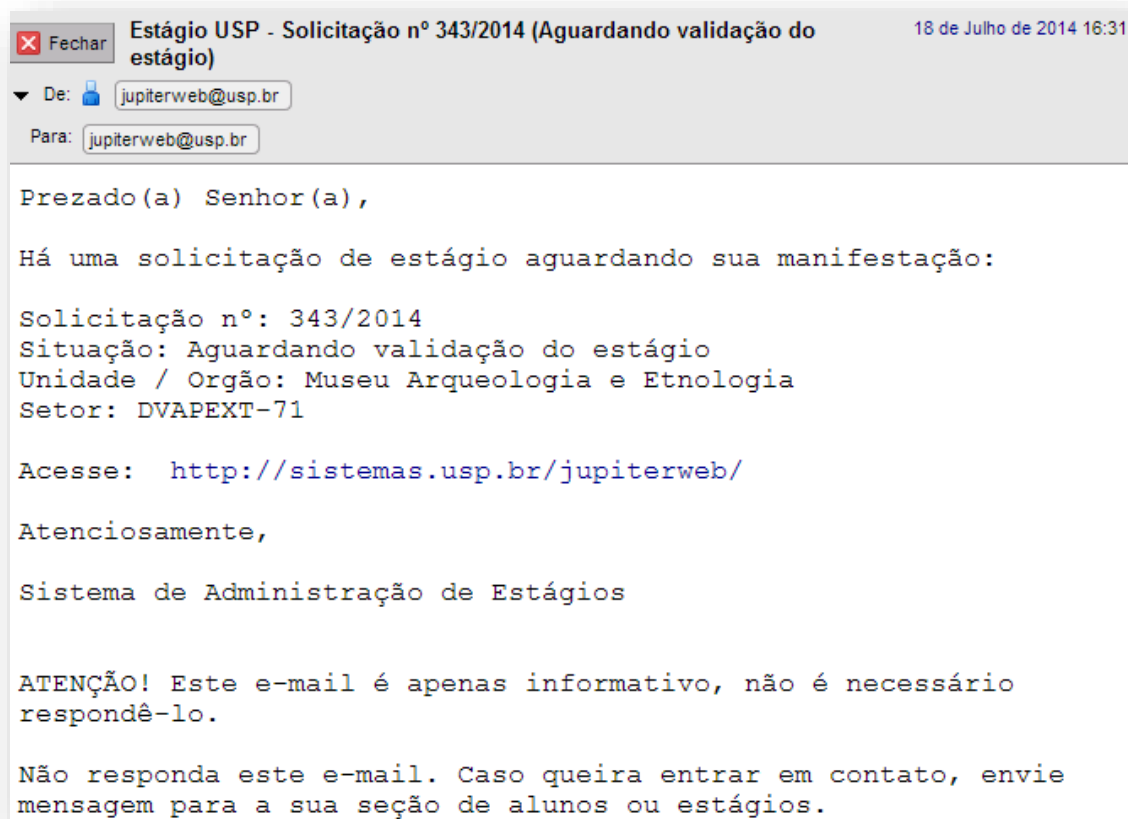 Fechar
Estágio USP - Solicitação nº 343/2014 (Aguardando validação do
estágio)
18 de Julho de 2014 16:31
De: jupiterweb@usp.br
Para: jupiterweb@usp.br
Prezado(a) Senhor(a),
Há uma solicitação de estágio aguardando sua manifestação:
Solicitação nº: 343/2014
Situação: Aguardando validação do estágio
Unidade / Orgão: Museu Arqueologia e Etnologia
Setor: DVAPEXT-71
Acesse: http://sistemas.usp.br/jupiterweb/
Atenciosamente,
Sistema de Administração de Estágios
ATENÇÃO! Este e-mail é apenas informativo, não é necessário
respondê-lo.
Não responda este e-mail. Caso queira entrar em contato, envie
mensagem para a sua seção de alunos ou estágios.